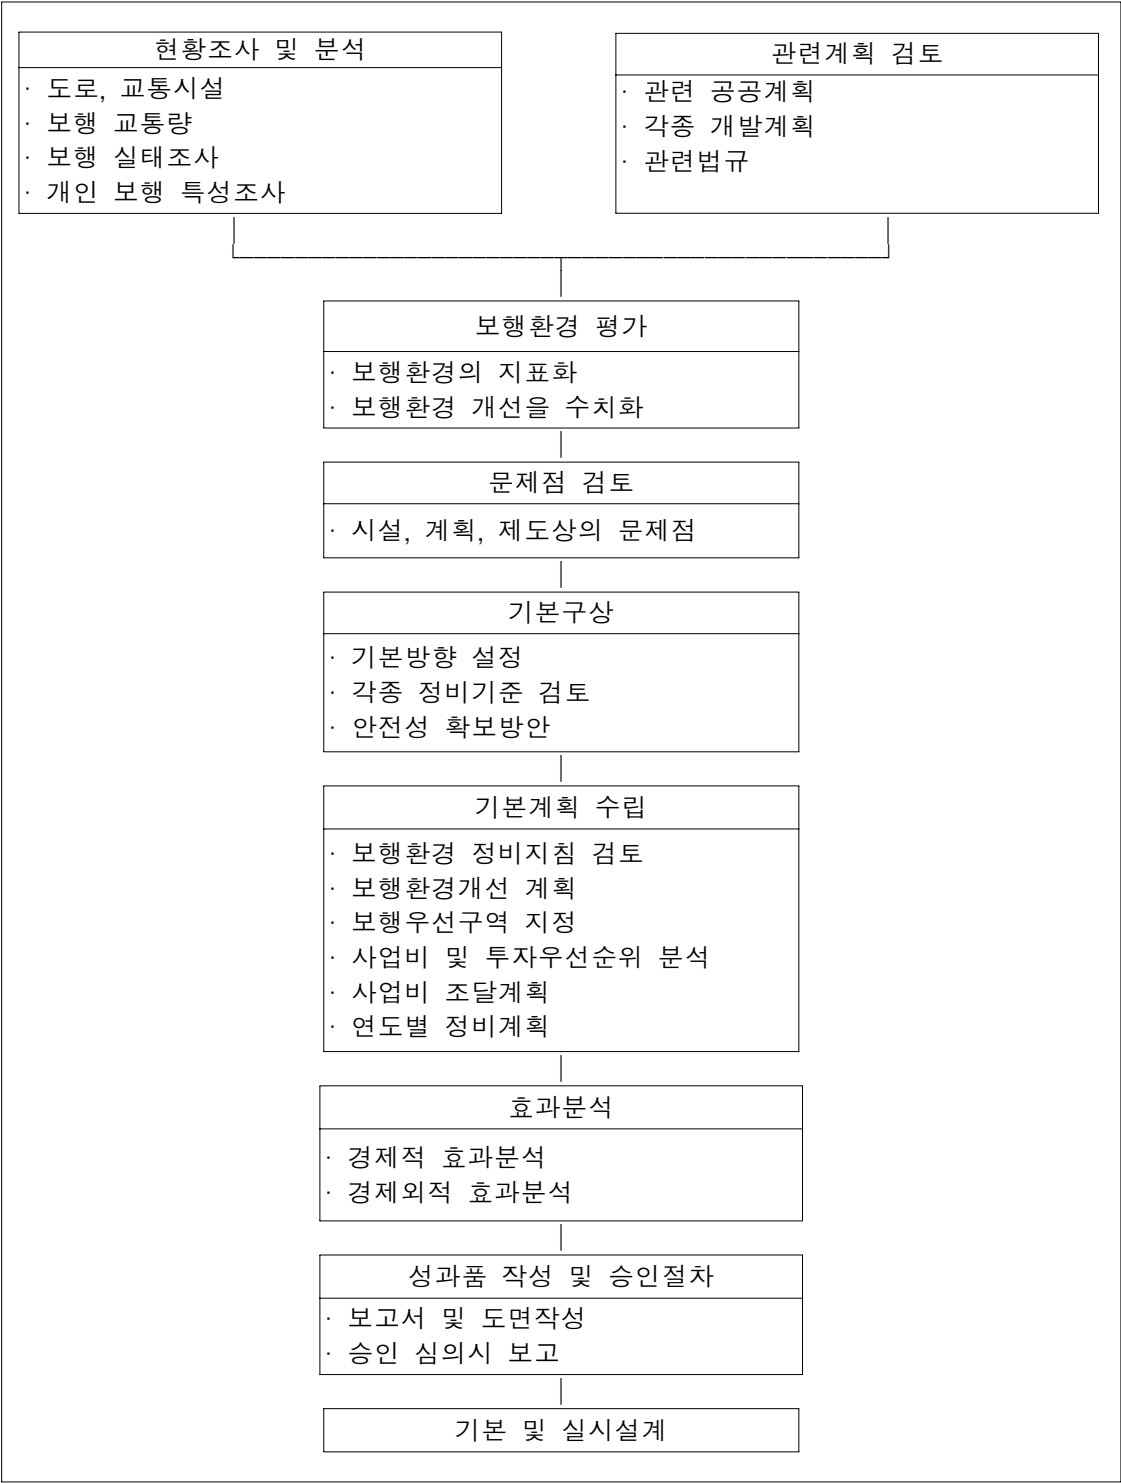 현황조사 및 분석
· 도로, 교통시설
· 보행 교통량
· 보행 실태조사
· 개인 보행 특성조사
관련계획 검토
· 관련 공공계획
· 각종 개발계획
· 관련법규
보행환경 평가
· 보행환경의 지표화
· 보행환경 개선을 수치화
문제점 검토
· 시설, 계획, 제도상의 문제점
기본구상
· 기본방향 설정
· 각종 정비기준 검토
· 안전성 확보방안
기본계획 수립
· 보행환경 정비지침 검토
· 보행환경개선 계획
· 보행우선구역 지정
· 사업비 및 투자우선순위 분석
· 사업비 조달계획
· 연도별 정비계획
효과분석
· 경제적 효과분석
· 경제외적 효과분석
성과품 작성 및 승인절차
· 보고서 및 도면작성
· 승인 심의시 보고
기본 및 실시설계